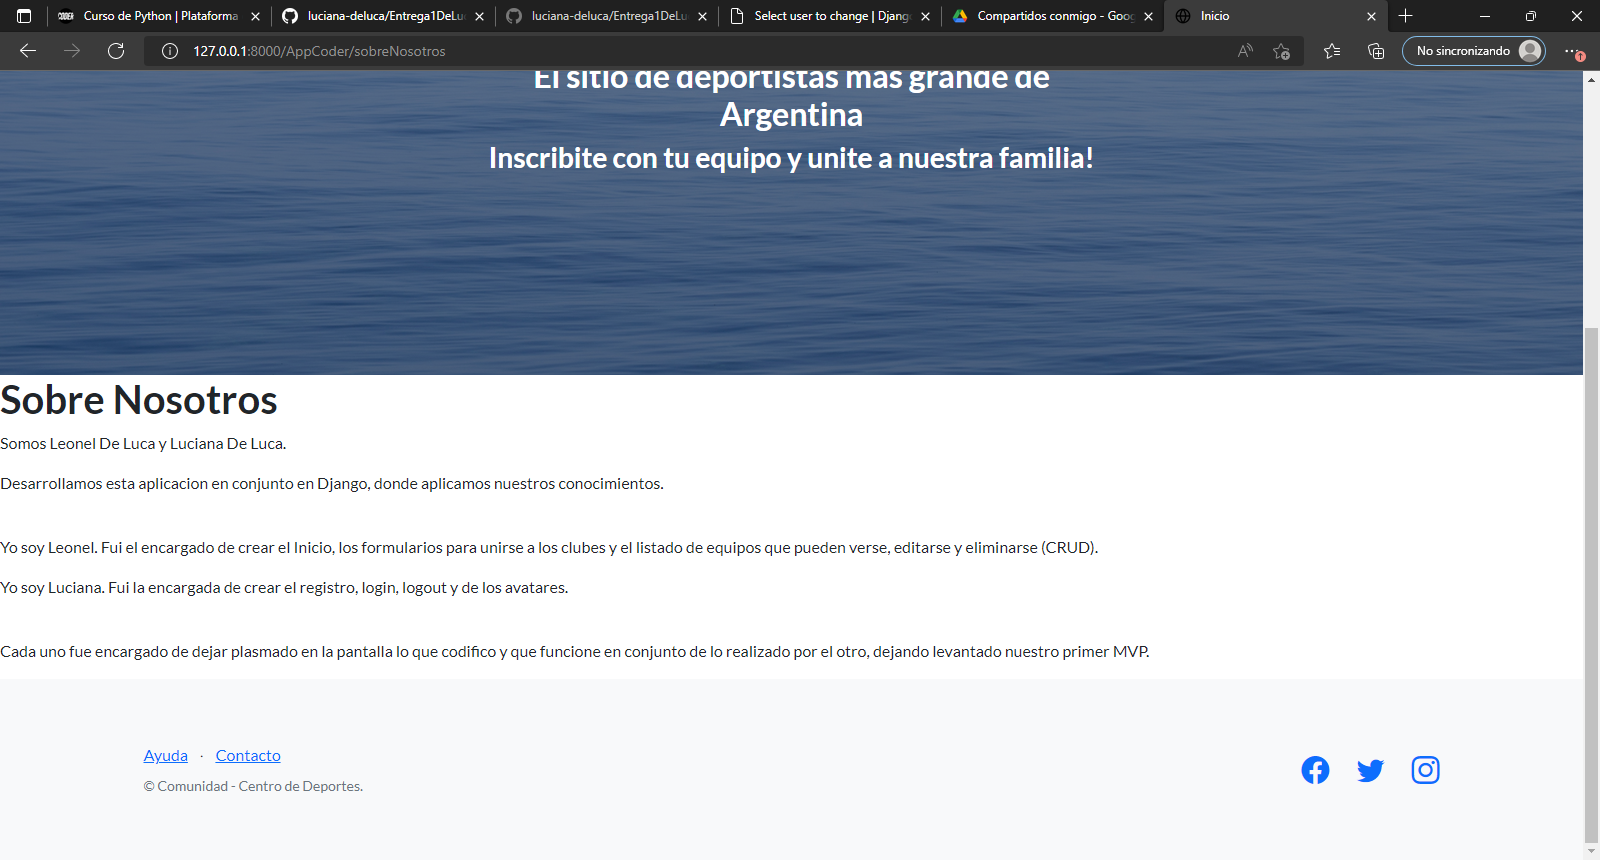 Curso de Python | Plataforma
luciana-deluca/Entrega1DeLu
luciana-deluca/Entrega1DeLu
Select user to change | Djang
Compartidos conmigo - Goog
Inicio
127.0.0.1:8000/AppCoder/sobreNosotros
No sincronizando
El sitio de deportistas mas grande de
Argentina
Inscribite con tu equipo y unite a nuestra familia!
Sobre Nosotros
Somos Leonel De Luca y Luciana De Luca.
Desarrollamos esta aplicacion en conjunto en Django, donde aplicamos nuestros conocimientos.
Yo soy Leonel. Fui el encargado de crear el Inicio, los formularios para unirse a los clubes y el listado de equipos que pueden verse, editarse y eliminarse (CRUD).
Yo soy Luciana. Fui la encargada de crear el registro, login, logout y de los avatares.
Cada uno fue encargado de dejar plasmado en la pantalla lo que codifico y que funcione en conjunto de lo realizado por el otro, dejando levantado nuestro primer MVP.
Ayuda · Contacto
© Comunidad - Centro de Deportes.